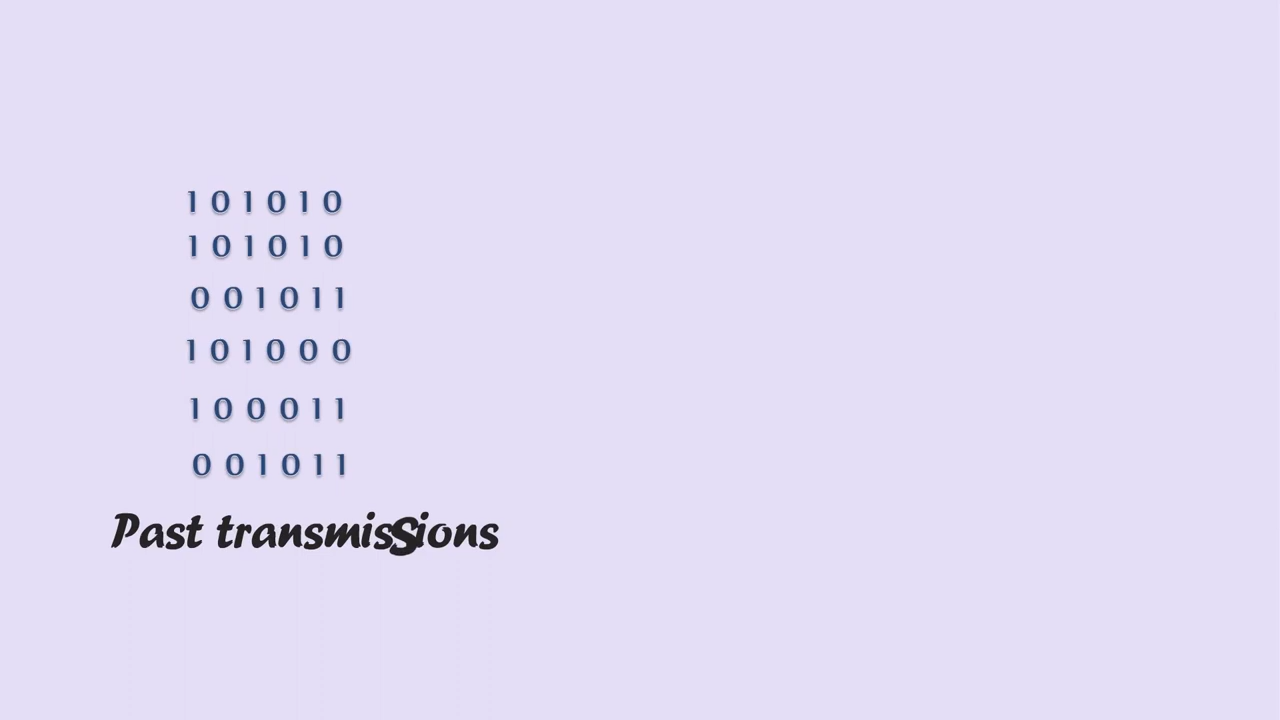 1 0 1 0 1 0
1 0 1 0 1 0
0 0 1 0 1 1
1 0 1 0 0 0
1 0 0 0 1 1
0 0 1 0 1 1
Past transmissions